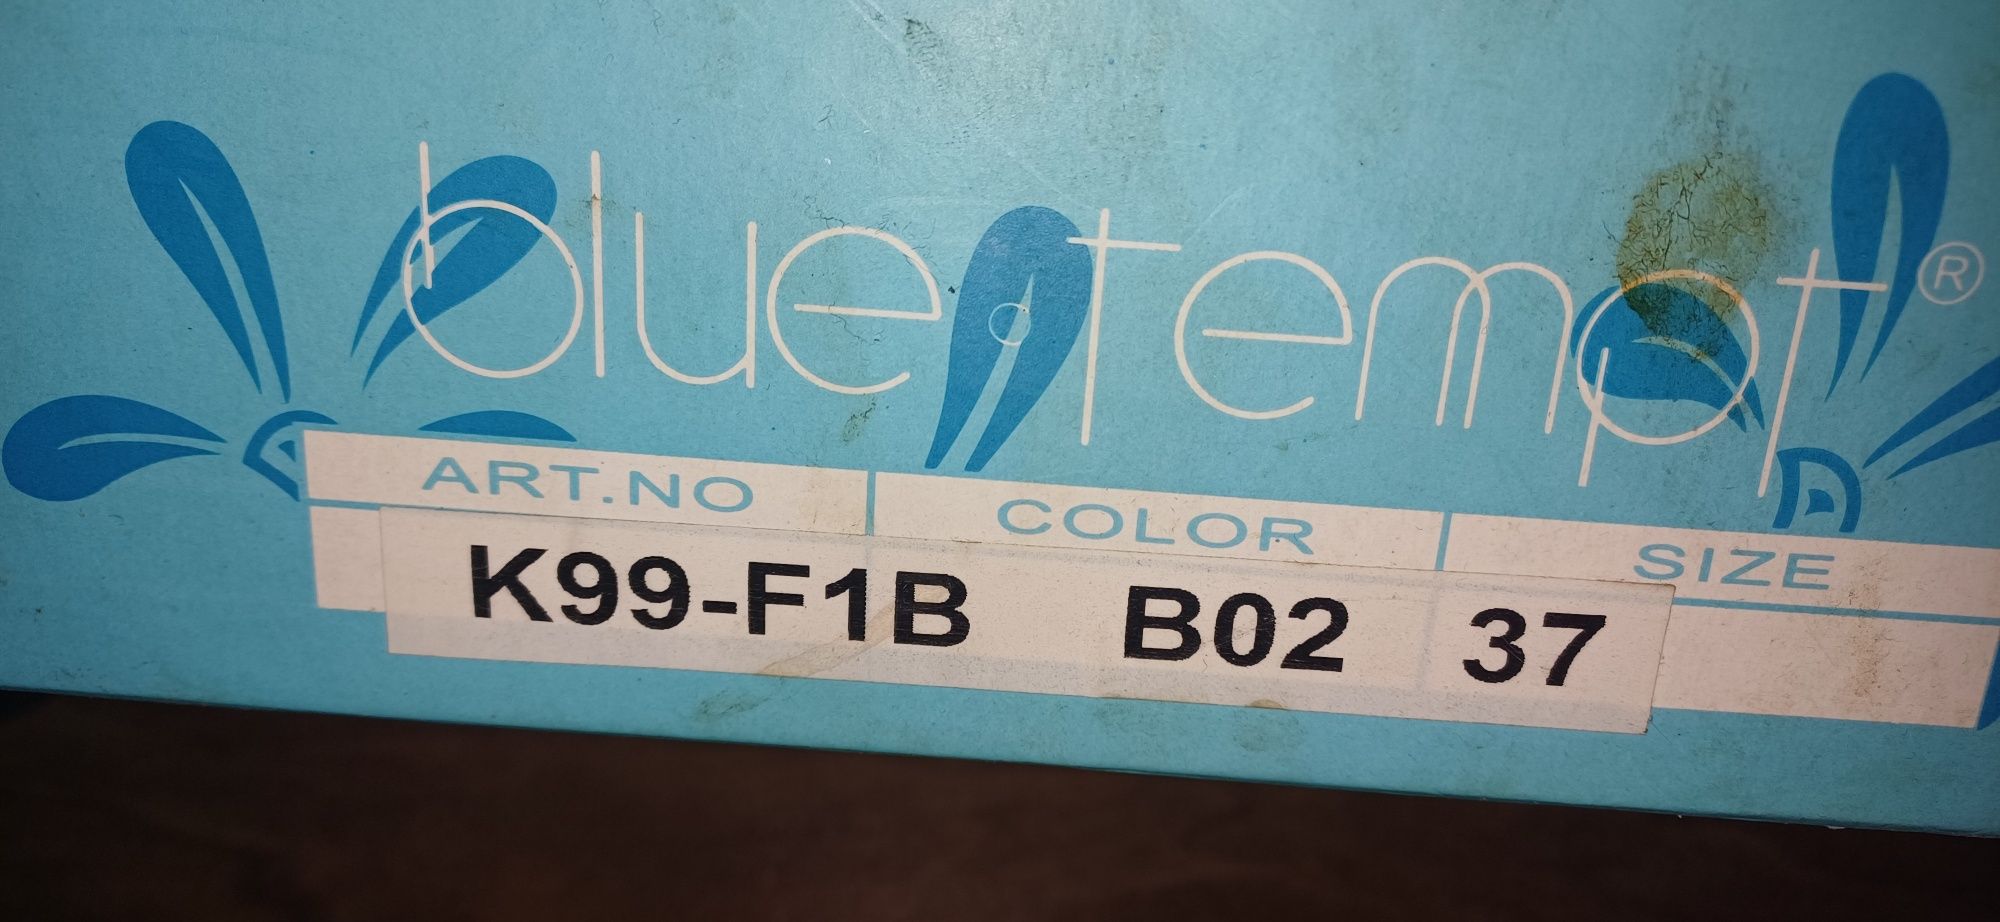 blue tempt ®
ART.NO COLOR SIZE
K99-F1B B02 37